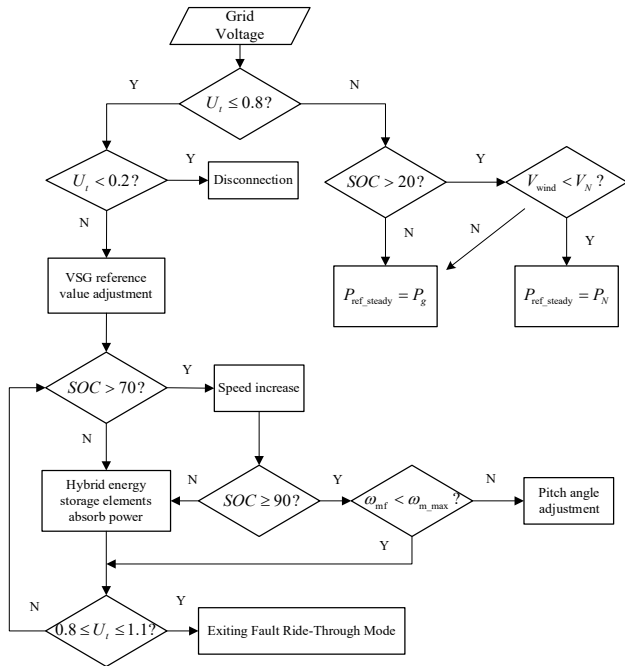 Grid
Voltage
Y
N
U_t ≤ 0.8?
U_t < 0.2?
Y
Disconnection
SOC > 20?
Y
V_wind < V_N ?
N
N
N
Y
VSG reference
value adjustment
P_ref_steady = P_g
P_ref_steady = P_N
SOC > 70?
Y
Speed increase
N
Hybrid energy
storage elements
absorb power
N
SOC ≥ 90?
Y
ω_mf < ω_m_max ?
N
Pitch angle
adjustment
Y
N
0.8 ≤ U_t ≤ 1.1?
Y
Exiting Fault Ride-Through Mode